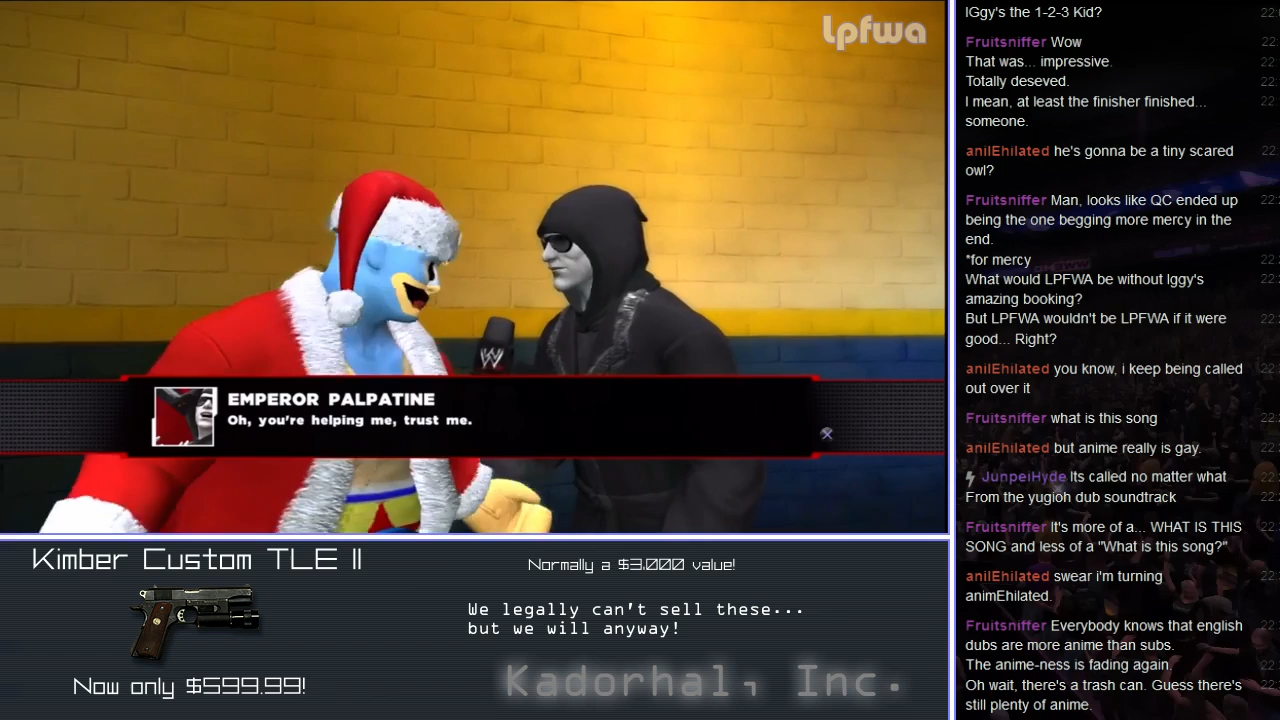 lpfwa
W
EMPEROR PALPATINE
Oh, you're helping me, trust me.
Kimber Custom TLE II
Normally a $3,000 value!
We legally can't sell these...
but we will anyway!
Now only $599.99!
Kadorhal, Inc.
IGgy's the 1-2-3 Kid?
Fruitsniffer Wow
That was... impressive.
Totally deseved.
I mean, at least the finisher finished...
someone.
anilEhilated he's gonna be a tiny scared
owl?
Fruitsniffer Man, looks like QC ended up
being the one begging more mercy in the
end.
*for mercy
What would LPFWA be without Iggy's
amazing booking?
But LPFWA wouldn't be LPFWA if it were
good... Right?
anilEhilated you know, i keep being called
out over it
Fruitsniffer what is this song
anilEhilated but anime really is gay.
JunpeiHyde Its called no matter what
From the yugioh dub soundtrack
Fruitsniffer It's more of a... WHAT IS THIS
SONG and less of a "What is this song?"
anilEhilated swear i'm turning
animEhilated.
Fruitsniffer Everybody knows that english
dubs are more anime than subs.
The anime-ness is fading again.
Oh wait, there's a trash can. Guess there's
still plenty of anime.